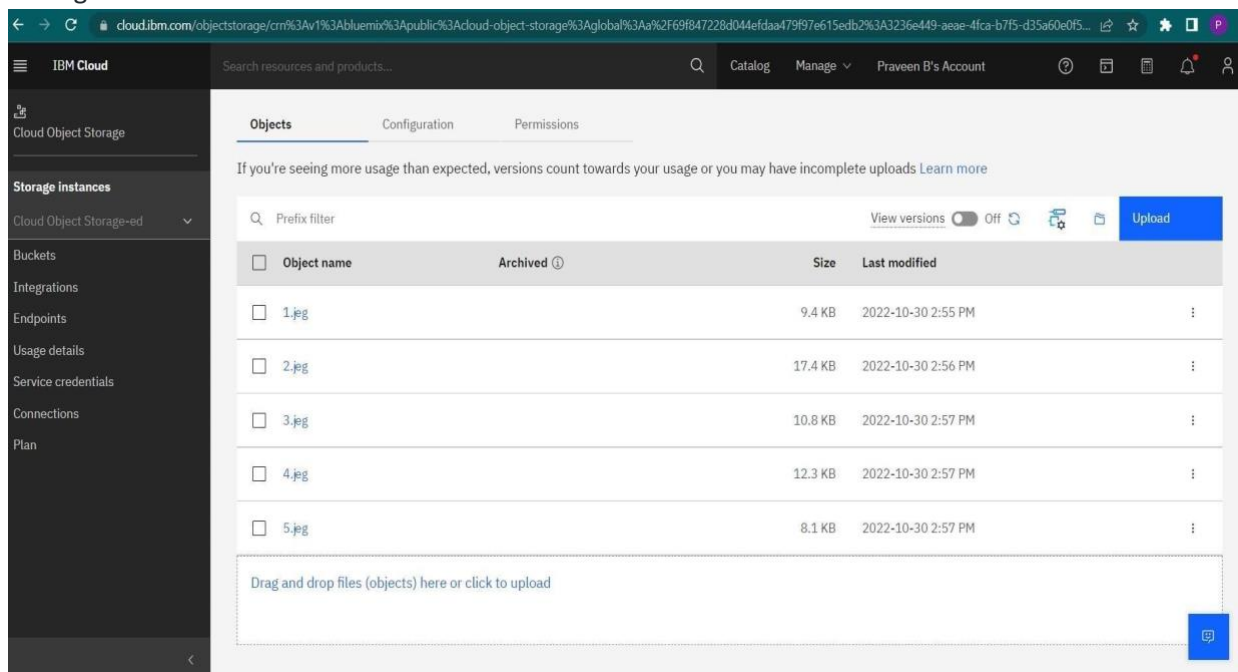 cloud.ibm.com/objectstorage/crn%3Av1%3Abluemix%3Apublic%3Acloud-object-storage%3Aglobal%3Aa%2F69f847228d044efdaa479f97e615edb2%3A3236e449-aeae-4fca-b7f5-d35a60e0f5...
P
IBM Cloud
Search resources and products...
Catalog
Manage
Praveen B's Account
Cloud Object Storage
Storage instances
Cloud Object Storage-ed
Buckets
Integrations
Endpoints
Usage details
Service credentials
Connections
Plan
Objects Configuration Permissions
If you're seeing more usage than expected, versions count towards your usage or you may have incomplete uploads Learn more
Prefix filter View versions Off Upload
Object name Archived Size Last modified
1.jeg 9.4 KB 2022-10-30 2:55 PM
2.jeg 17.4 KB 2022-10-30 2:56 PM
3.jeg 10.8 KB 2022-10-30 2:57 PM
4.jeg 12.3 KB 2022-10-30 2:57 PM
5.jeg 8.1 KB 2022-10-30 2:57 PM
Drag and drop files (objects) here or click to upload